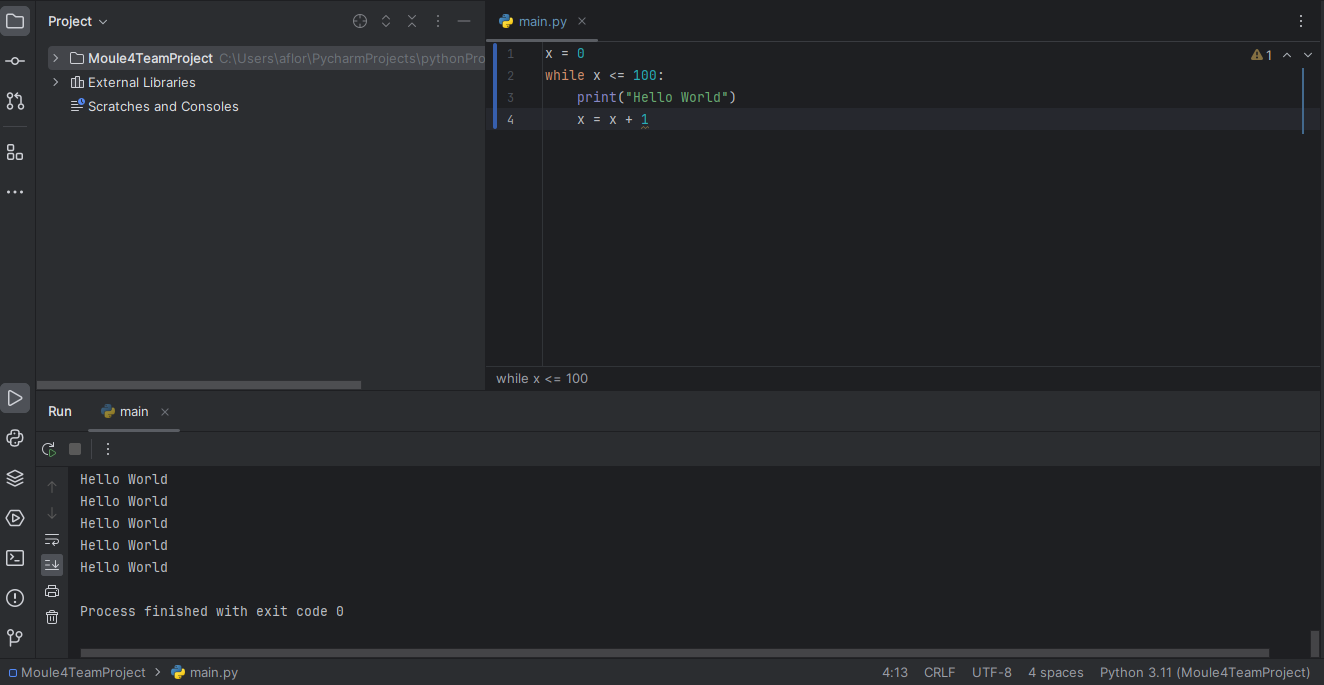 Project
Moule4TeamProject C:\Users\aflor\PycharmProjects\pythonPro
External Libraries
Scratches and Consoles
main.py
1 x = 0
2 while x <= 100:
3     print("Hello World")
4     x = x + 1
1
while x <= 100
Run main
Hello World
Hello World
Hello World
Hello World
Hello World
Process finished with exit code 0
Moule4TeamProject > main.py
4:13 CRLF UTF-8 4 spaces Python 3.11 (Moule4TeamProject)